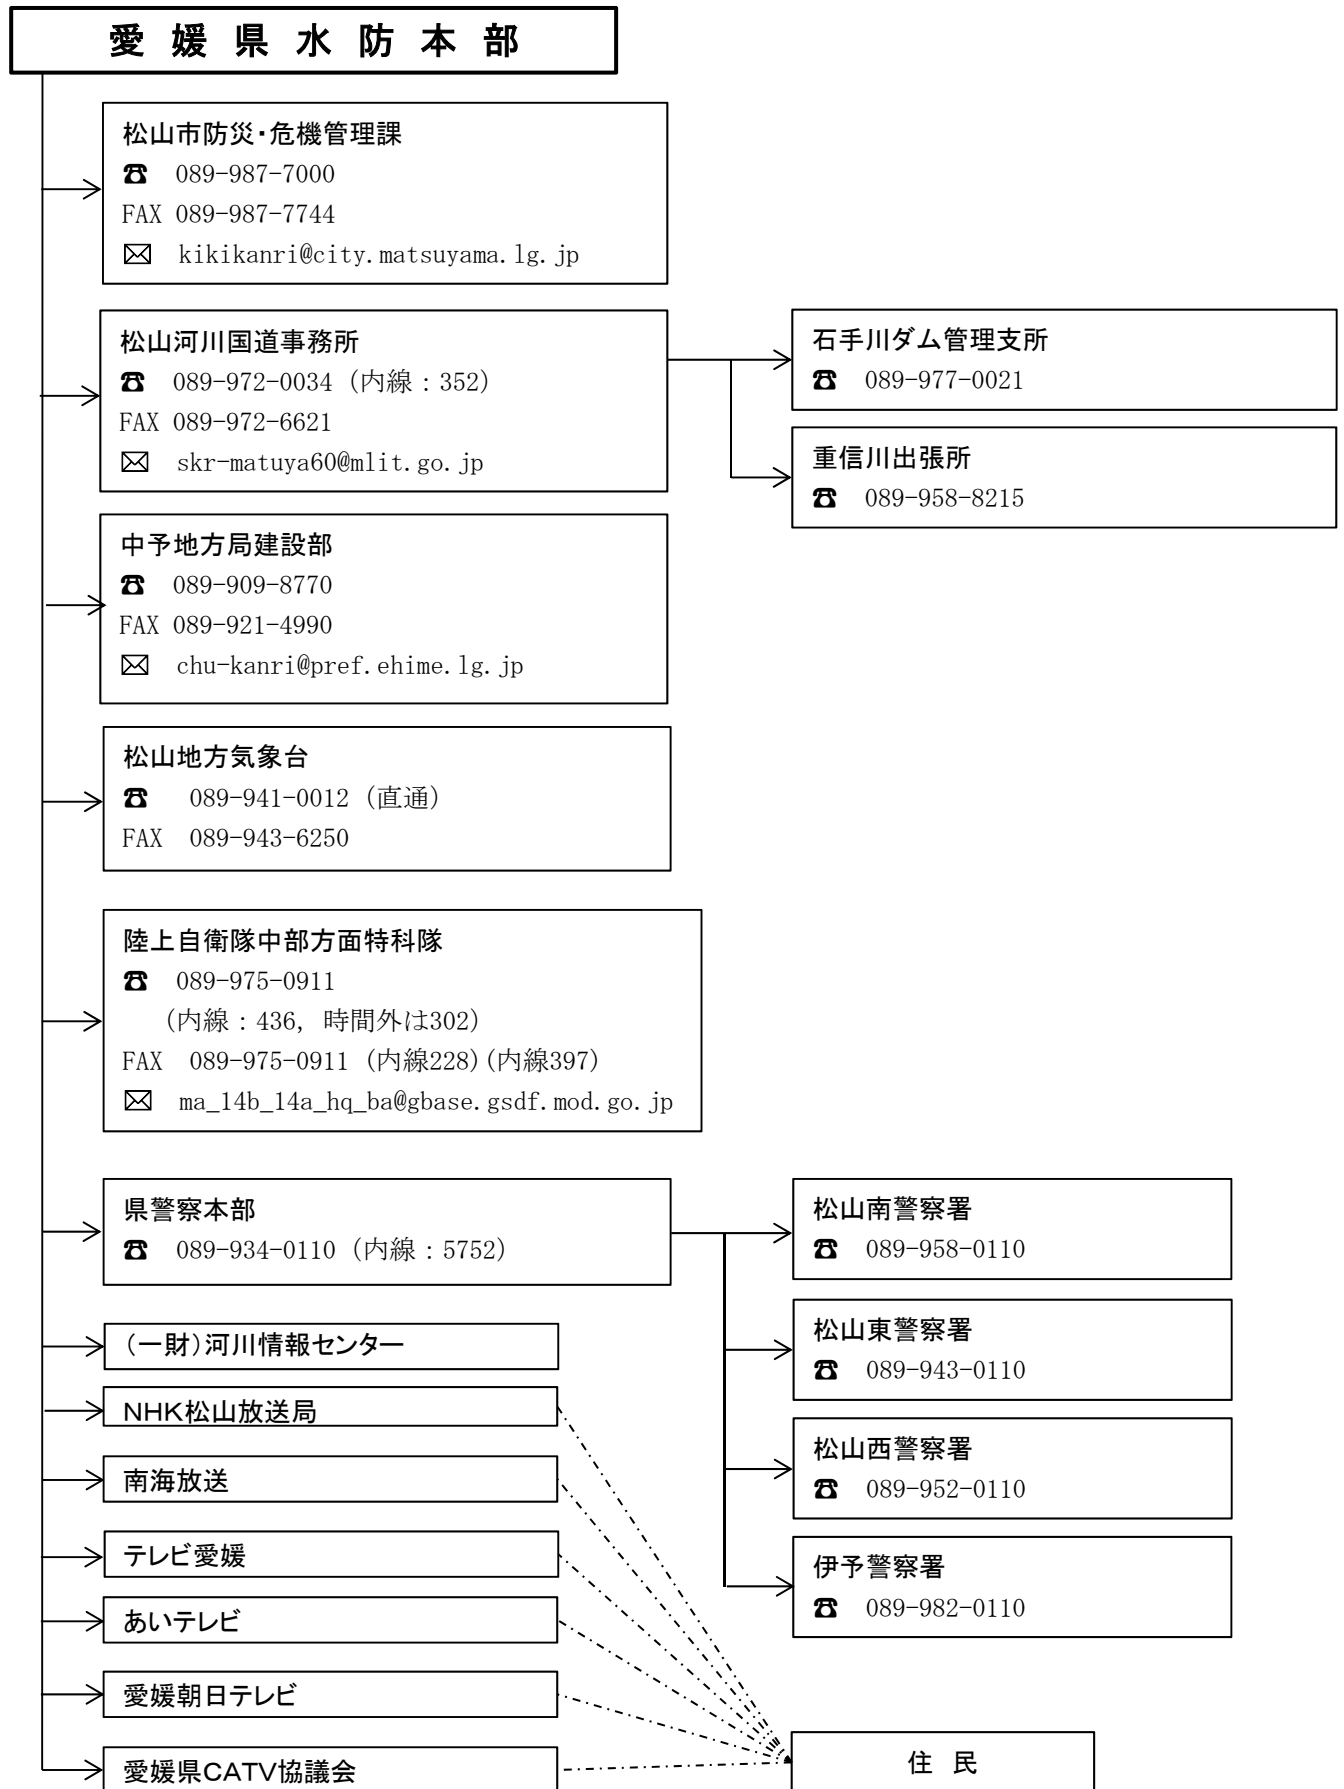 愛媛県水防本部
松山市防災・危機管理課
☎ 089-987-7000
FAX 089-987-7744
✉ kikikanri@city.matsuyama.lg.jp
松山河川国道事務所
☎ 089-972-0034（内線：352）
FAX 089-972-6621
✉ skr-matuya60@mlit.go.jp
石手川ダム管理支所
☎ 089-977-0021
重信川出張所
☎ 089-958-8215
中予地方局建設部
☎ 089-909-8770
FAX 089-921-4990
✉ chu-kanri@pref.ehime.lg.jp
松山地方気象台
☎ 089-941-0012（直通）
FAX 089-943-6250
陸上自衛隊中部方面特科隊
☎ 089-975-0911
（内線：436，時間外は302）
FAX 089-975-0911（内線228）（内線397）
✉ ma_14b_14a_hq_ba@gbase.gsdf.mod.go.jp
県警察本部
☎ 089-934-0110（内線：5752）
松山南警察署
☎ 089-958-0110
松山東警察署
☎ 089-943-0110
松山西警察署
☎ 089-952-0110
伊予警察署
☎ 089-982-0110
（一財）河川情報センター
NHK松山放送局
南海放送
テレビ愛媛
あいテレビ
愛媛朝日テレビ
愛媛県CATV協議会
住民